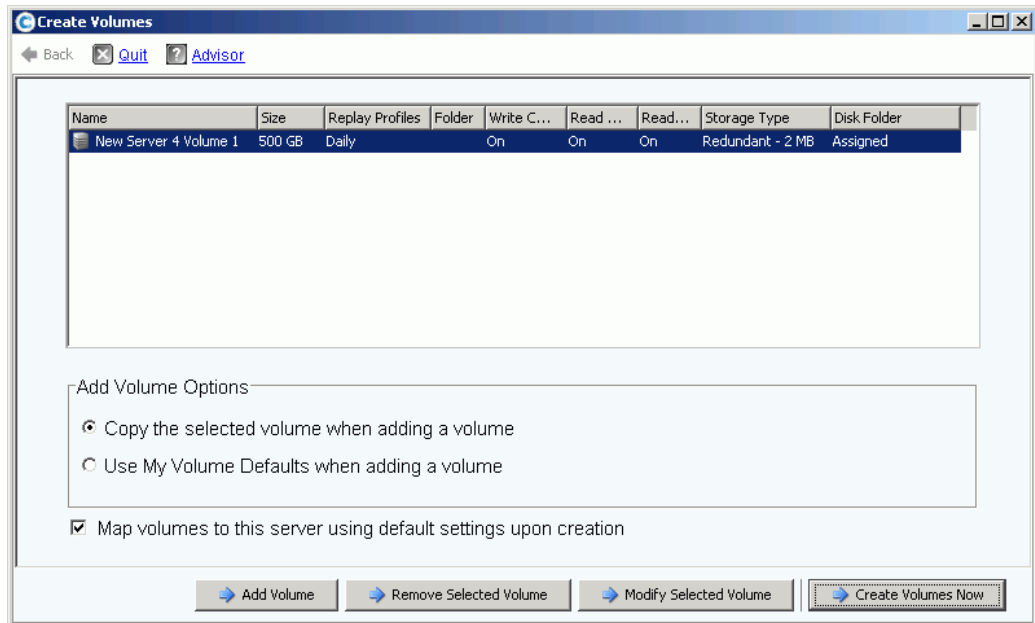 Create Volumes
Back Quit ? Advisor
Name Size Replay Profiles Folder Write C... Read ... Read... Storage Type Disk Folder
New Server 4 Volume 1 500 GB Daily On On On Redundant - 2 MB Assigned
Add Volume Options
Copy the selected volume when adding a volume
Use My Volume Defaults when adding a volume
Map volumes to this server using default settings upon creation
Add Volume Remove Selected Volume Modify Selected Volume Create Volumes Now